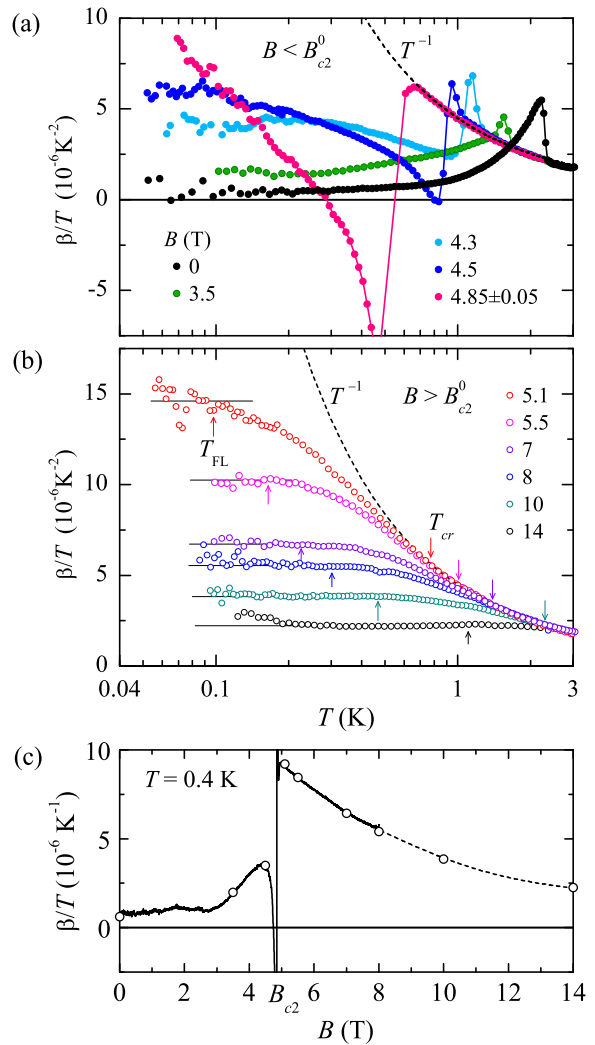 (a)
B < B⁰c2
T⁻¹
β/T (10⁻⁶K⁻²)
10
5
0
-5
B (T)
0
3.5
4.3
4.5
4.85±0.05
(b)
T⁻¹
B > B⁰c2
β/T (10⁻⁶K⁻²)
15
10
5
0
T_FL
T_cr
5.1
5.5
7
8
10
14
0.04
0.1
1
3
T (K)
(c)
T = 0.4 K
β/T (10⁻⁶ K⁻¹)
10
5
0
0
2
4
B_c2
6
8
10
12
14
B (T)